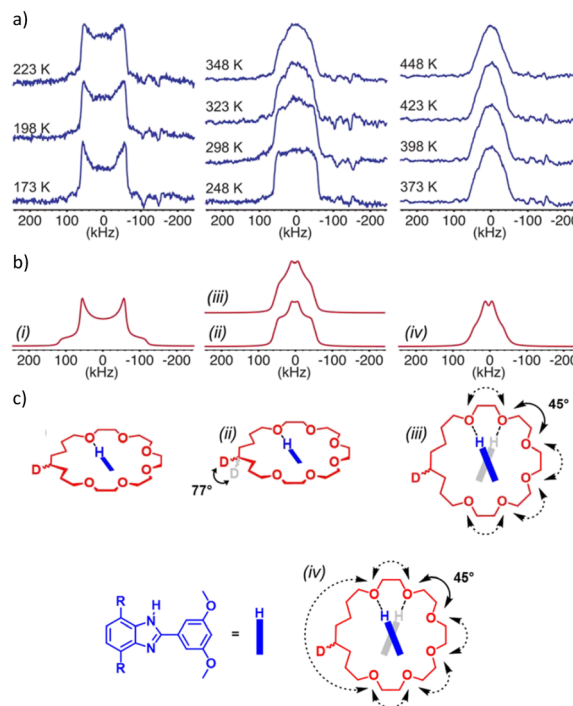 a)
223 K
198 K
173 K
348 K
323 K
298 K
248 K
448 K
423 K
398 K
373 K
200 100 0 -100 -200
(kHz)
200 100 0 -100 -200
(kHz)
200 100 0 -100 -200
(kHz)
b)
(i)
(iii)
(ii)
(iv)
200 100 0 -100 -200
(kHz)
200 100 0 -100 -200
(kHz)
200 100 0 -100 -200
(kHz)
c)
O O O O O H D
(ii)
O O O O O H D D
77°
(iii)
45°
O O O O O H H D
R
H
N
N
R
O
O
=
H
(iv)
45°
O O O O O H H D